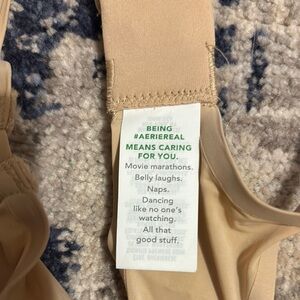 BEING
#AERIEREAL
MEANS CARING
FOR YOU.
Movie marathons.
Belly laughs.
Naps.
Dancing
like no one's
watching.
All that
good stuff.